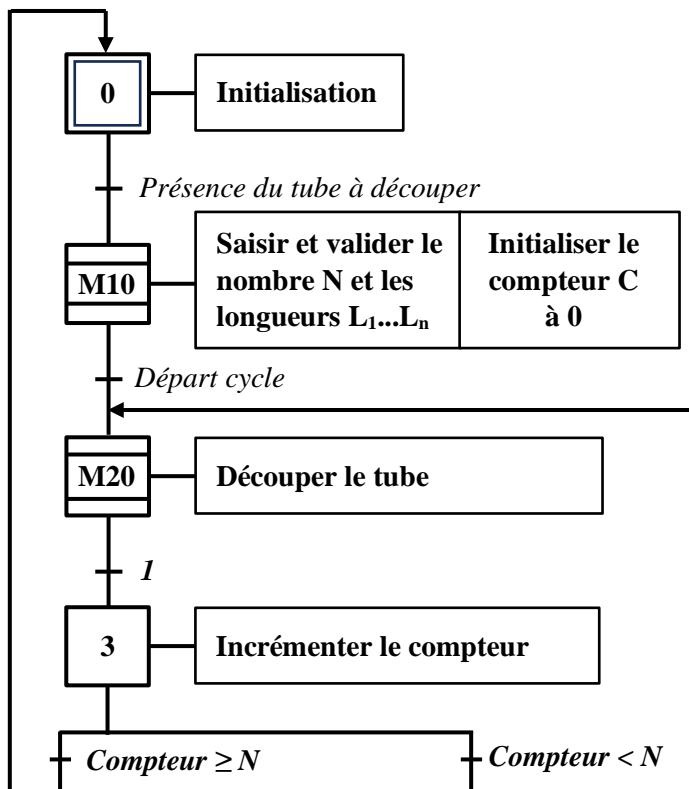 0
Initialisation
Présence du tube à découper
M10
Saisir et valider le
nombre N et les
longueurs L₁...Lₙ
Initialiser le
compteur C
à 0
Départ cycle
M20
Découper le tube
1
3
Incrémenter le compteur
Compteur ≥ N
Compteur < N